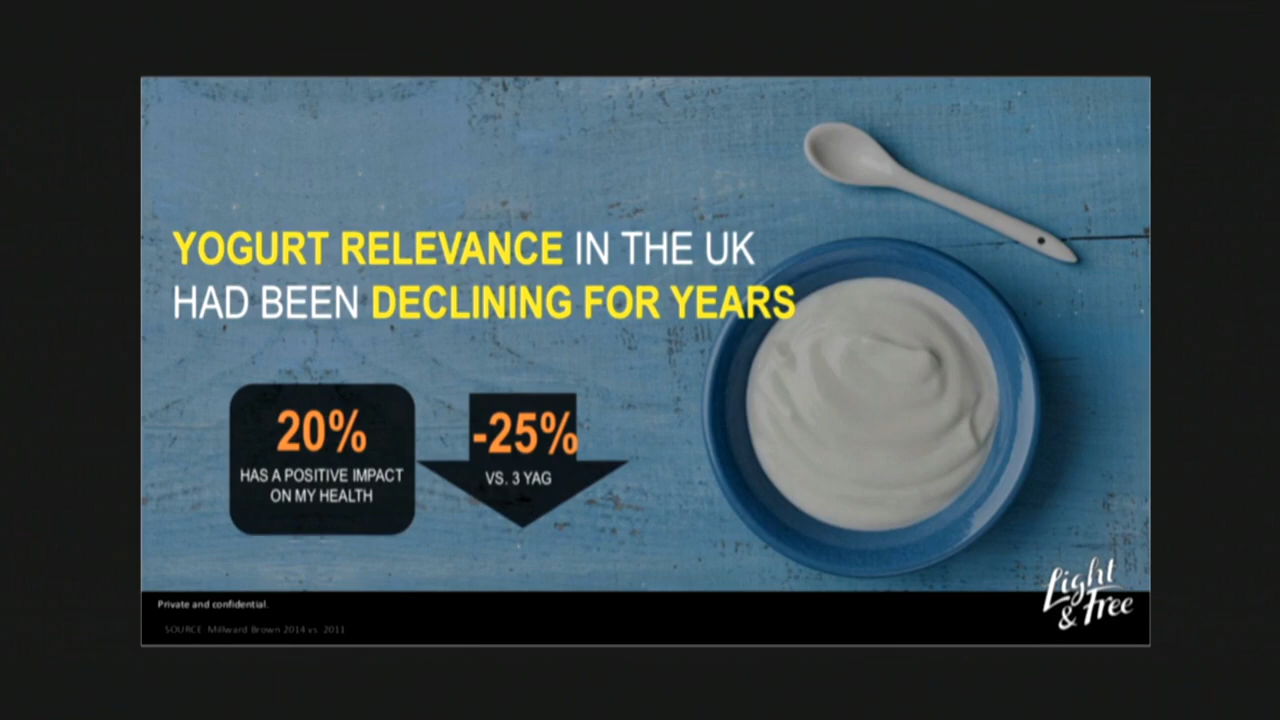 YOGURT RELEVANCE IN THE UK
HAD BEEN DECLINING FOR YEARS
20%
HAS A POSITIVE IMPACT
ON MY HEALTH
-25%
VS. 3 YAG
Private and confidential.
SOURCE: Millward Brown 2014 vs. 2011
Light
& Free